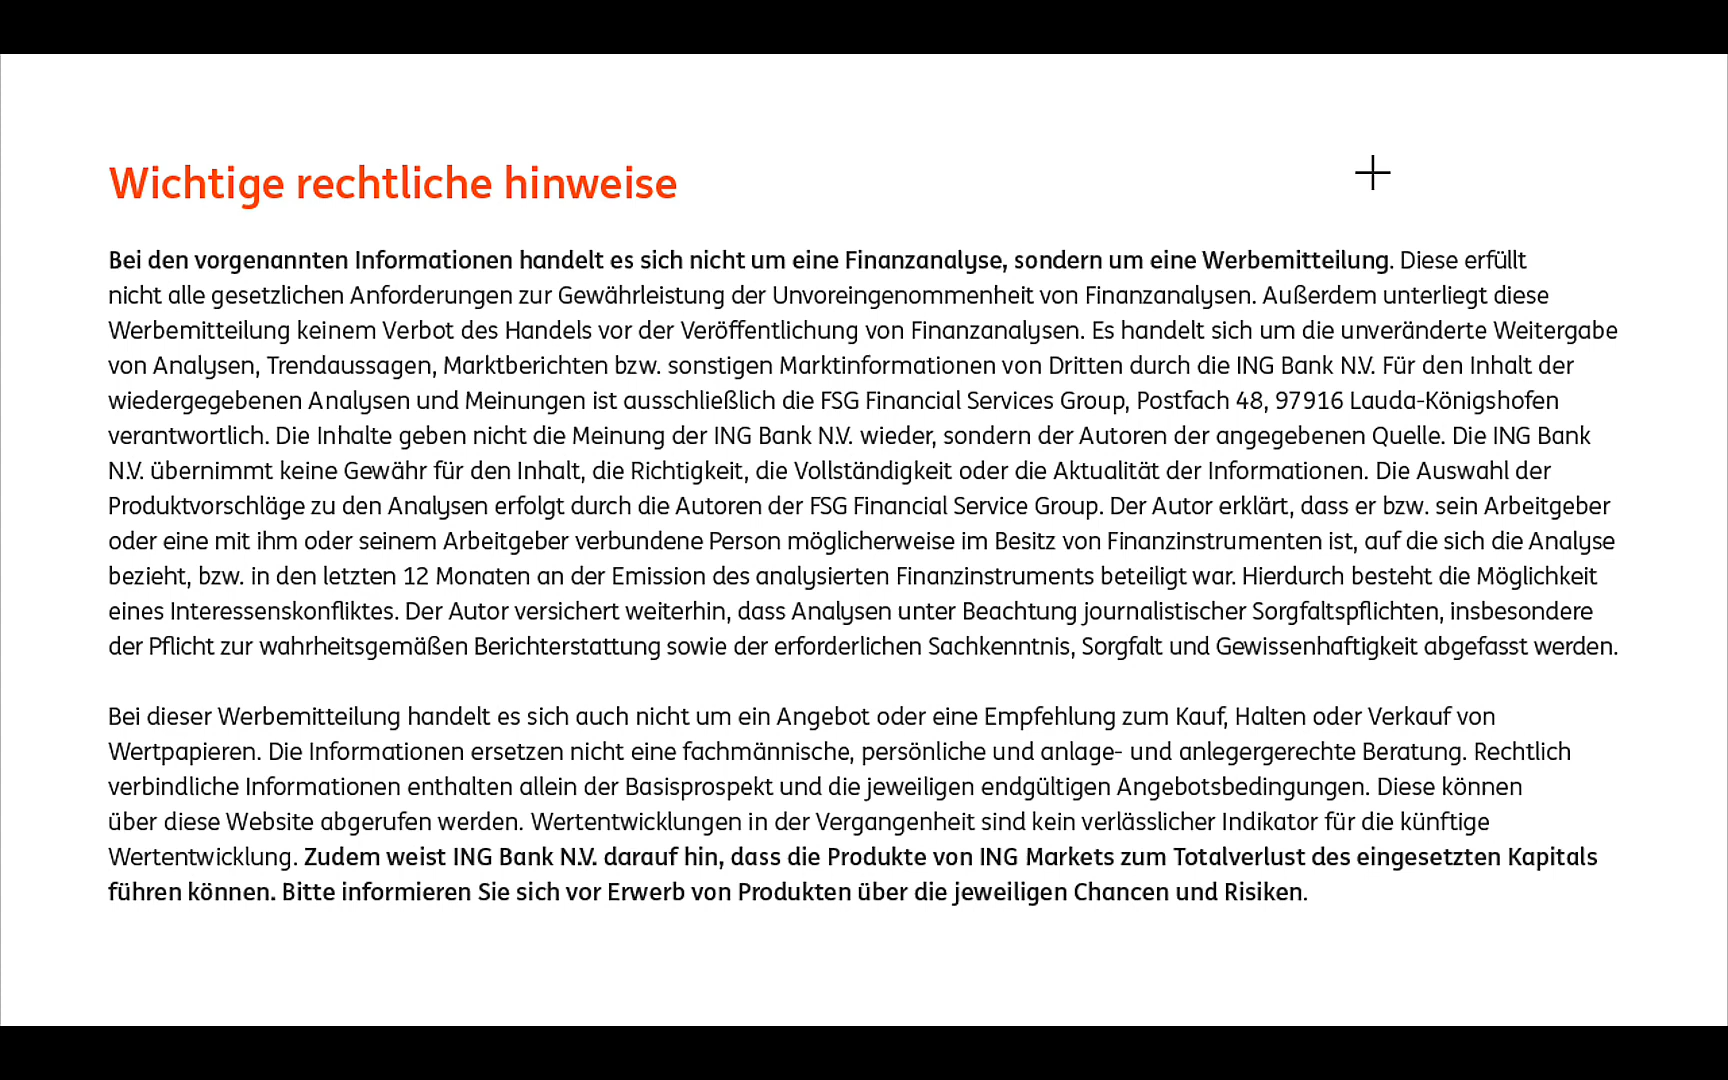 Wichtige rechtliche hinweise
Bei den vorgenannten Informationen handelt es sich nicht um eine Finanzanalyse, sondern um eine Werbemitteilung. Diese erfüllt
nicht alle gesetzlichen Anforderungen zur Gewährleistung der Unvoreingenommenheit von Finanzanalysen. Außerdem unterliegt diese
Werbemitteilung keinem Verbot des Handels vor der Veröffentlichung von Finanzanalysen. Es handelt sich um die unveränderte Weitergabe
von Analysen, Trendaussagen, Marktberichten bzw. sonstigen Marktinformationen von Dritten durch die ING Bank N.V. Für den Inhalt der
wiedergegebenen Analysen und Meinungen ist ausschließlich die FSG Financial Services Group, Postfach 48, 97916 Lauda-Königshofen
verantwortlich. Die Inhalte geben nicht die Meinung der ING Bank N.V. wieder, sondern der Autoren der angegebenen Quelle. Die ING Bank
N.V. übernimmt keine Gewähr für den Inhalt, die Richtigkeit, die Vollständigkeit oder die Aktualität der Informationen. Die Auswahl der
Produktvorschläge zu den Analysen erfolgt durch die Autoren der FSG Financial Service Group. Der Autor erklärt, dass er bzw. sein Arbeitgeber
oder eine mit ihm oder seinem Arbeitgeber verbundene Person möglicherweise im Besitz von Finanzinstrumenten ist, auf die sich die Analyse
bezieht, bzw. in den letzten 12 Monaten an der Emission des analysierten Finanzinstruments beteiligt war. Hierdurch besteht die Möglichkeit
eines Interessenskonfliktes. Der Autor versichert weiterhin, dass Analysen unter Beachtung journalistischer Sorgfaltspflichten, insbesondere
der Pflicht zur wahrheitsgemäßen Berichterstattung sowie der erforderlichen Sachkenntnis, Sorgfalt und Gewissenhaftigkeit abgefasst werden.
Bei dieser Werbemitteilung handelt es sich auch nicht um ein Angebot oder eine Empfehlung zum Kauf, Halten oder Verkauf von
Wertpapieren. Die Informationen ersetzen nicht eine fachmännische, persönliche und anlage- und anlegergerechte Beratung. Rechtlich
verbindliche Informationen enthalten allein der Basisprospekt und die jeweiligen endgültigen Angebotsbedingungen. Diese können
über diese Website abgerufen werden. Wertentwicklungen in der Vergangenheit sind kein verlässlicher Indikator für die künftige
Wertentwicklung. Zudem weist ING Bank N.V. darauf hin, dass die Produkte von ING Markets zum Totalverlust des eingesetzten Kapitals
führen können. Bitte informieren Sie sich vor Erwerb von Produkten über die jeweiligen Chancen und Risiken.